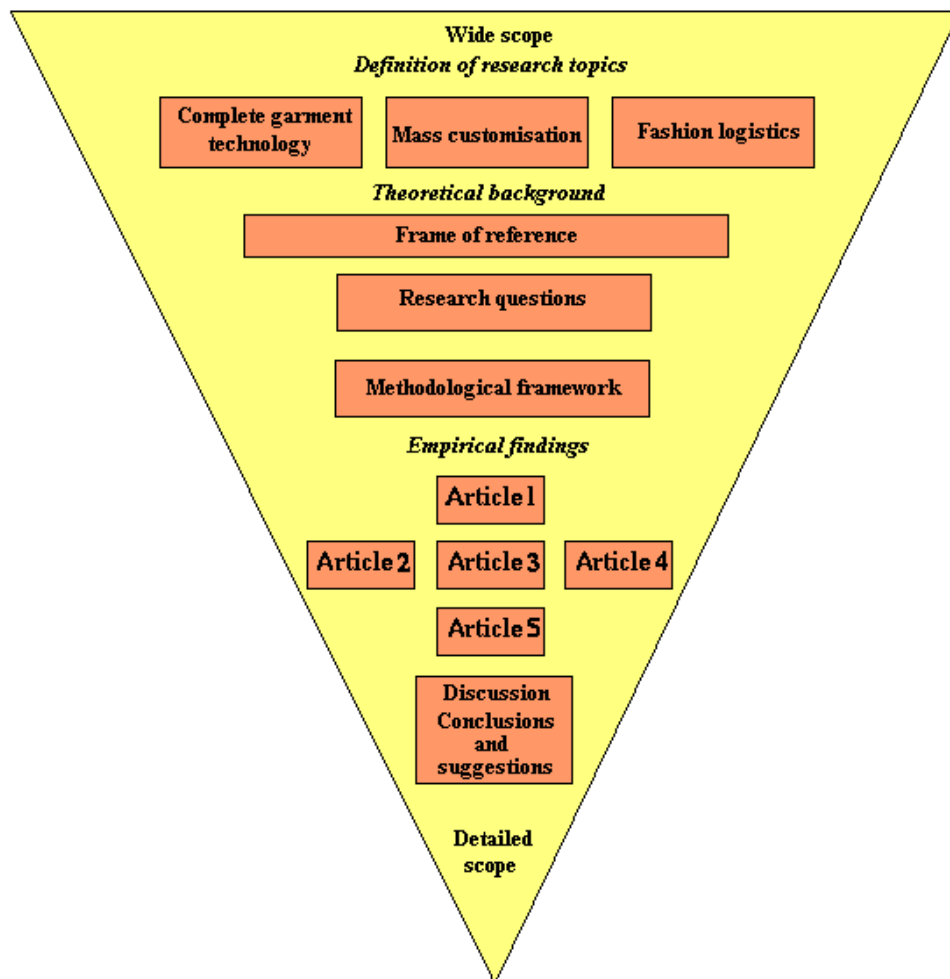 Wide scope
Definition of research topics
Complete garment
technology
Mass customisation
Fashion logistics
Theoretical background
Frame of reference
Research questions
Methodological framework
Empirical findings
Article 1
Article 2
Article 3
Article 4
Article 5
Discussion
Conclusions
and
suggestions
Detailed
scope